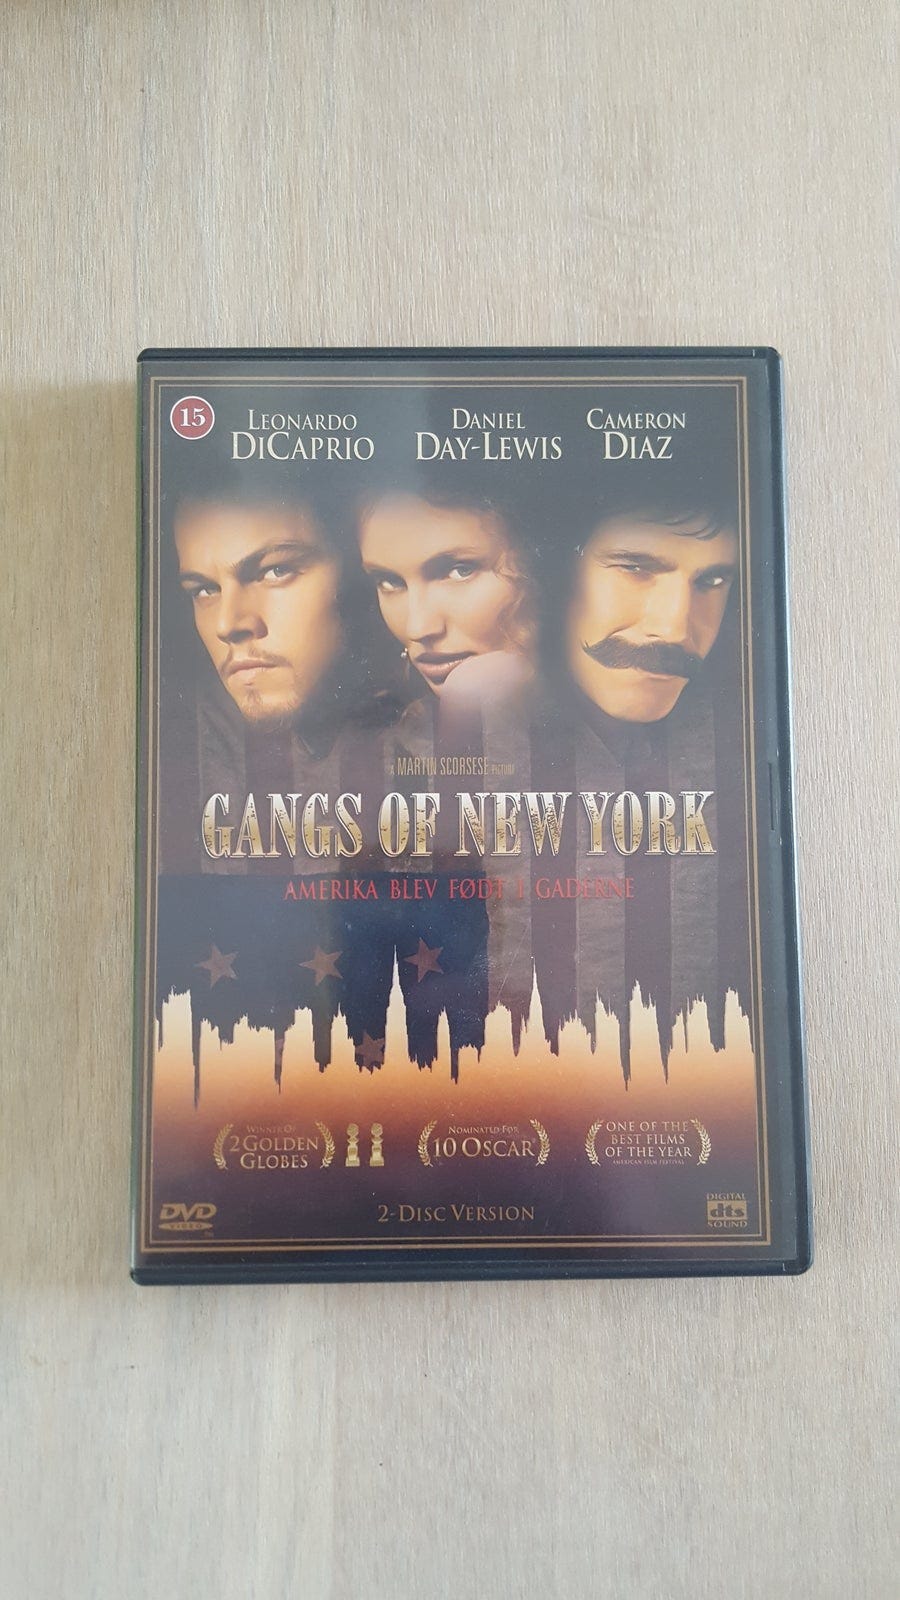 15
LEONARDO DICAPRIO
DANIEL DAY-LEWIS
CAMERON DIAZ
A MARTIN SCORSESE PICTURE
GANGS OF NEW YORK
AMERIKA BLEV FØDT I GADERNE
WINNER OF
2 GOLDEN
GLOBES
NOMINATED FOR
10 OSCAR®
ONE OF THE
BEST FILMS
OF THE YEAR
AMERICAN FILM FESTIVAL
DVD
VIDEO
TM
2-DISC VERSION
DIGITAL
dts
SOUND